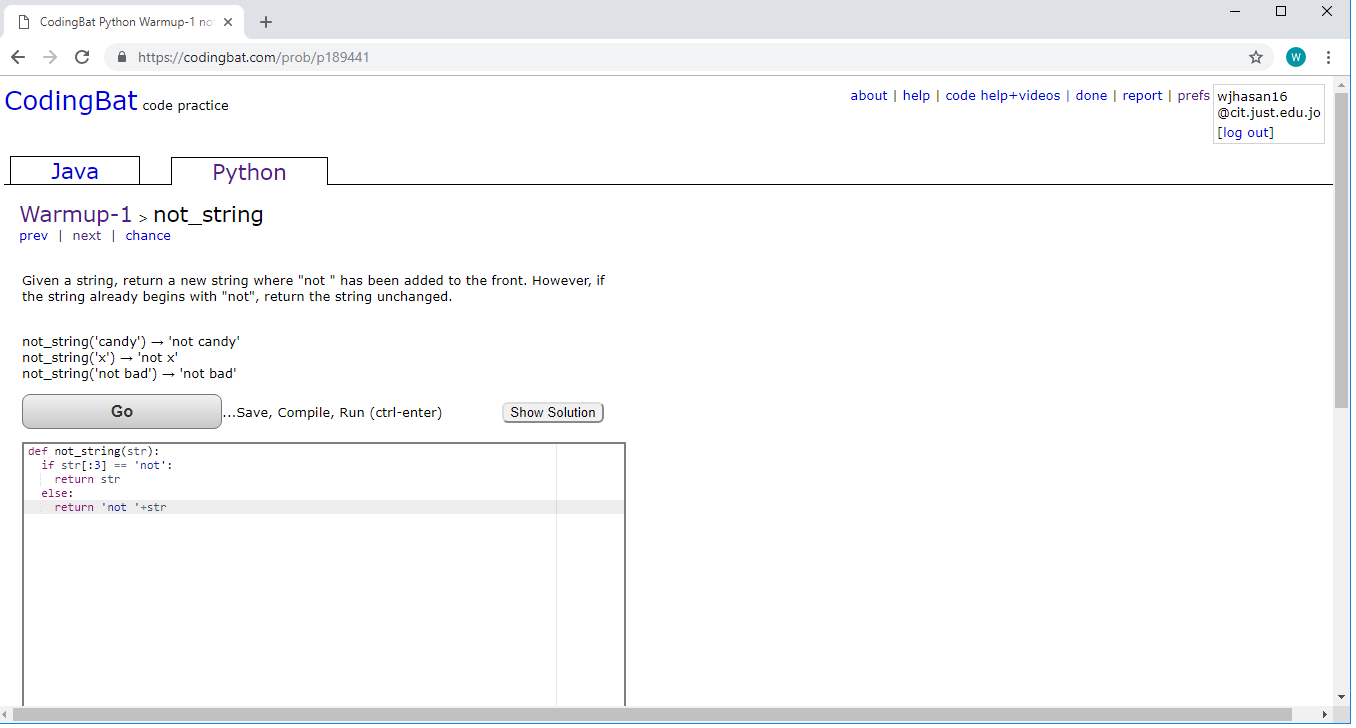 CodingBat Python Warmup-1 no
https://codingbat.com/prob/p189441
W
CodingBat code practice
about | help | code help+videos | done | report | prefs
wjhasan16
@cit.just.edu.jo
[log out]
Java
Python
Warmup-1 > not_string
prev | next | chance
Given a string, return a new string where "not " has been added to the front. However, if
the string already begins with "not", return the string unchanged.
not_string('candy') → 'not candy'
not_string('x') → 'not x'
not_string('not bad') → 'not bad'
Go
...Save, Compile, Run (ctrl-enter)
Show Solution
def not_string(str):
  if str[:3] == 'not':
    return str
  else:
    return 'not '+str